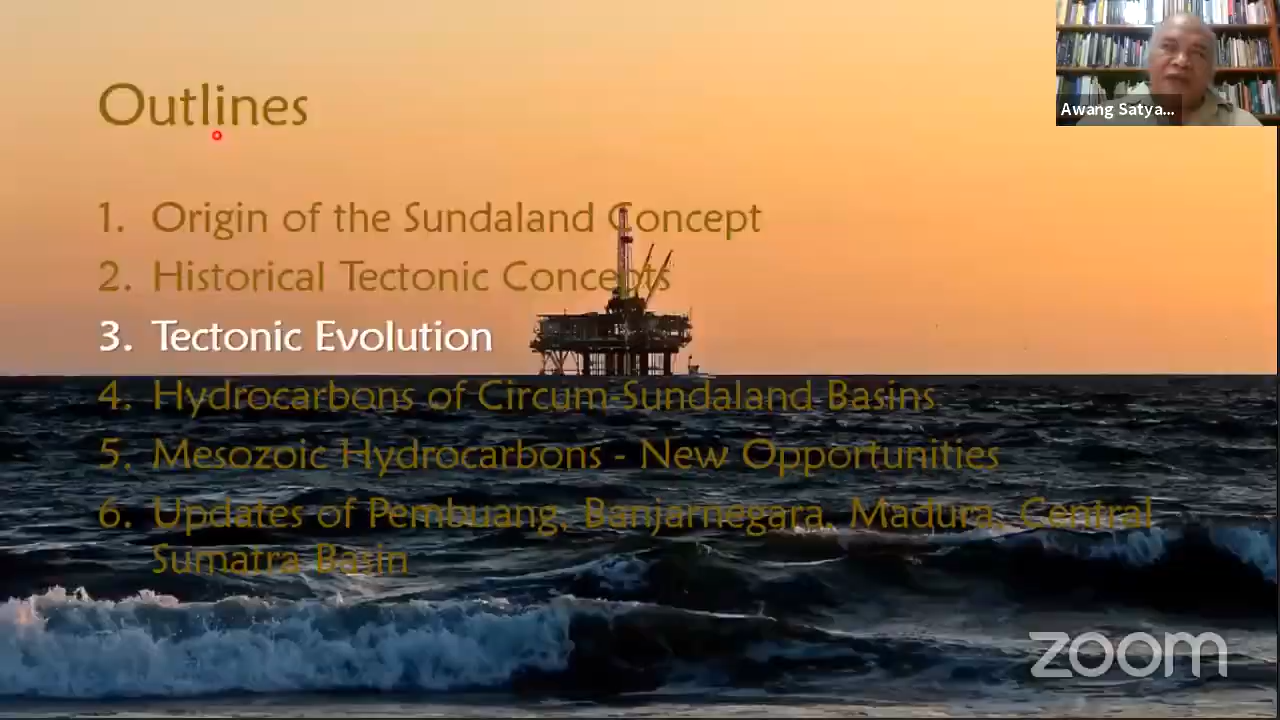 Outlines
1. Origin of the Sundaland Concept
2. Historical Tectonic Concepts
3. Tectonic Evolution
4. Hydrocarbons of Circum-Sundaland Basins
5. Mesozoic Hydrocarbons - New Opportunities
6. Updates of Pembuang, Banjarnegara, Madura, Central
Sumatra Basin
Awang Satya...
zoom